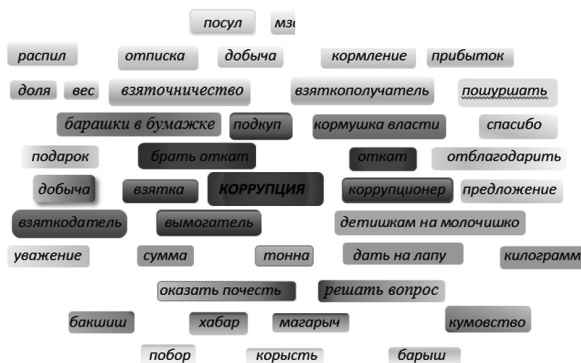 посул
распил отписка добыча кормление прибыток
доля вес взяточничество взяткополучатель пошуршать
барашки в бумажке подкуп кормушка власти спасибо
подарок брать откат откат отблагодарить
добыча взятка КОРРУПЦИЯ коррупционер предложение
взяткодатель вымогатель детишкам на молочишко
уважение сумма тонна дать на лапу килограмм
оказать почесть решать вопрос
бакшиш хабар магарыч кумовство
побор корысть барыш